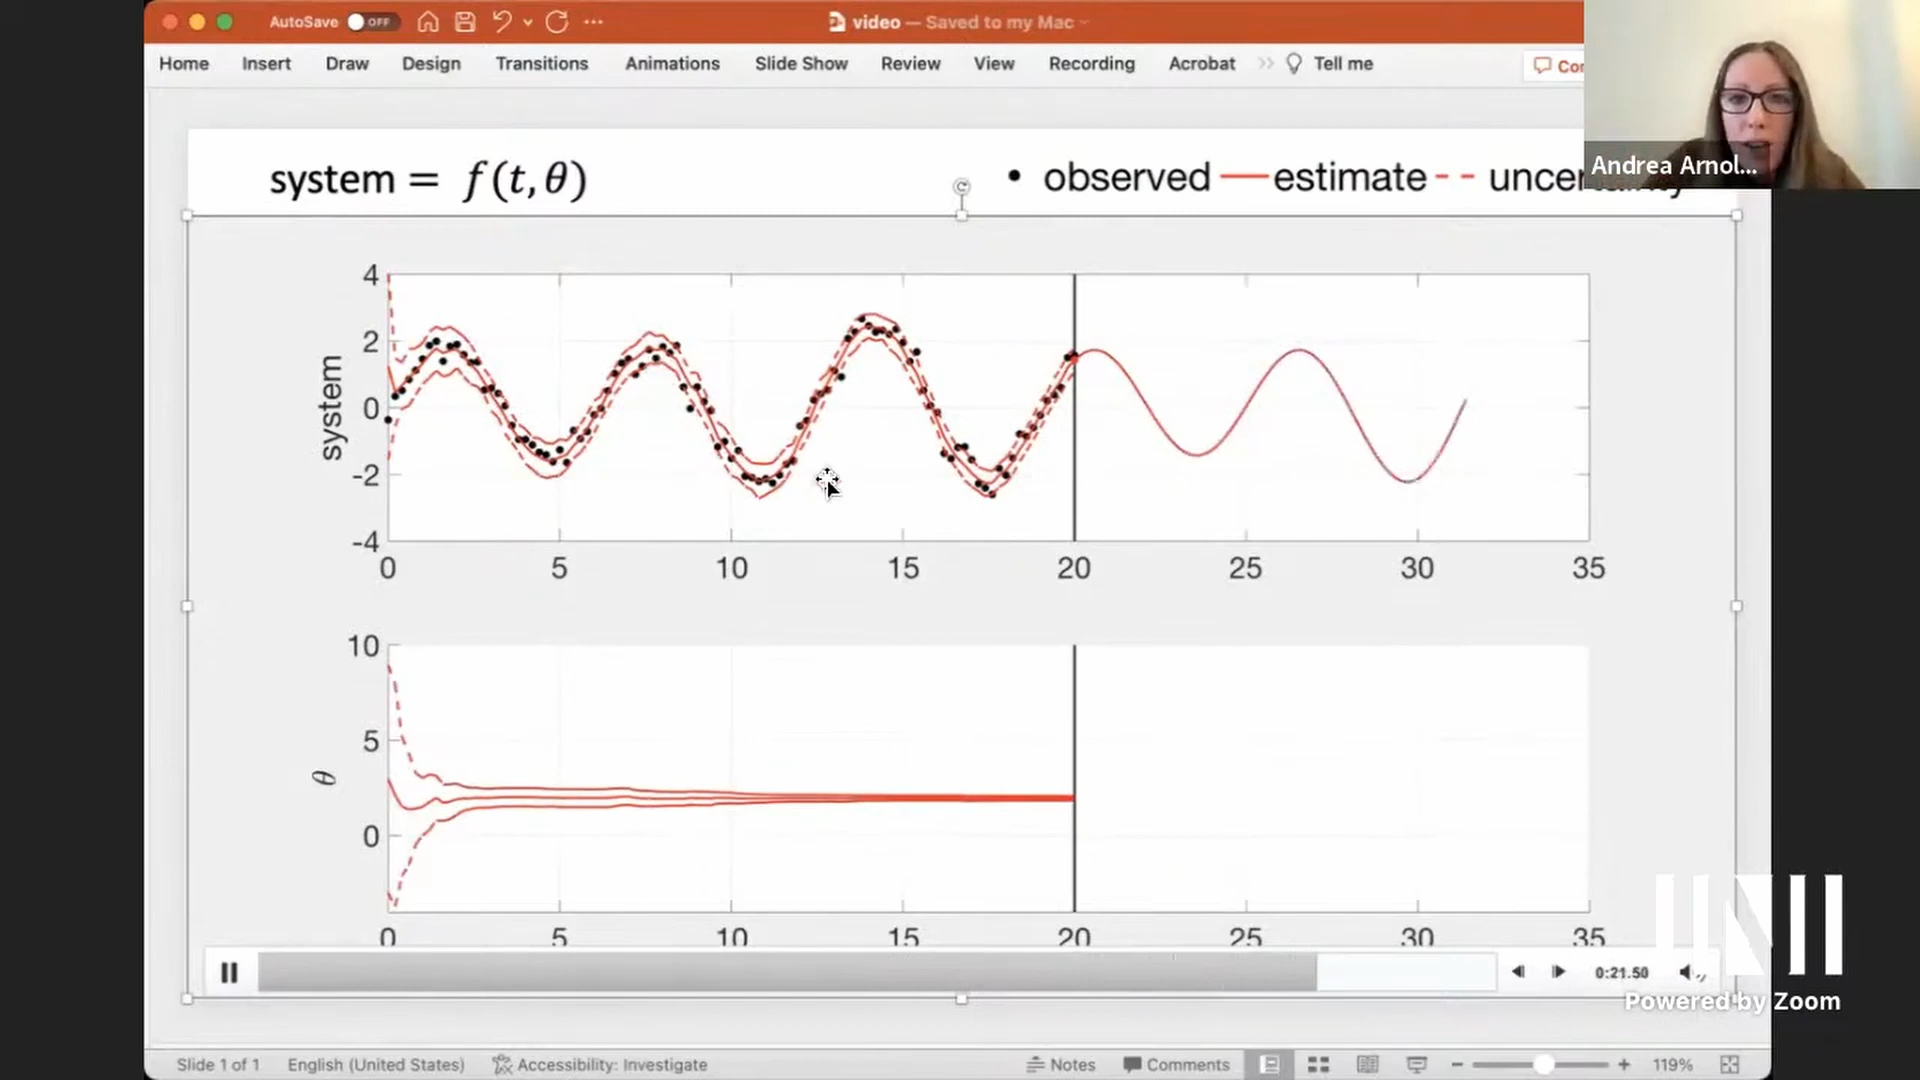 AutoSave OFF
video — Saved to my Mac
Home Insert Draw Design Transitions Animations Slide Show Review View Recording Acrobat Tell me
Andrea Arnol...
system = f(t, θ)
• observed — estimate - -
system
4
2
0
-2
-4
0 5 10 15 20 25 30 35
θ
10
5
0
0 5 10 15 20 25 30 35
0:21.50
Powered by Zoom
Slide 1 of 1 English (United States) Accessibility: Investigate Notes Comments 119%